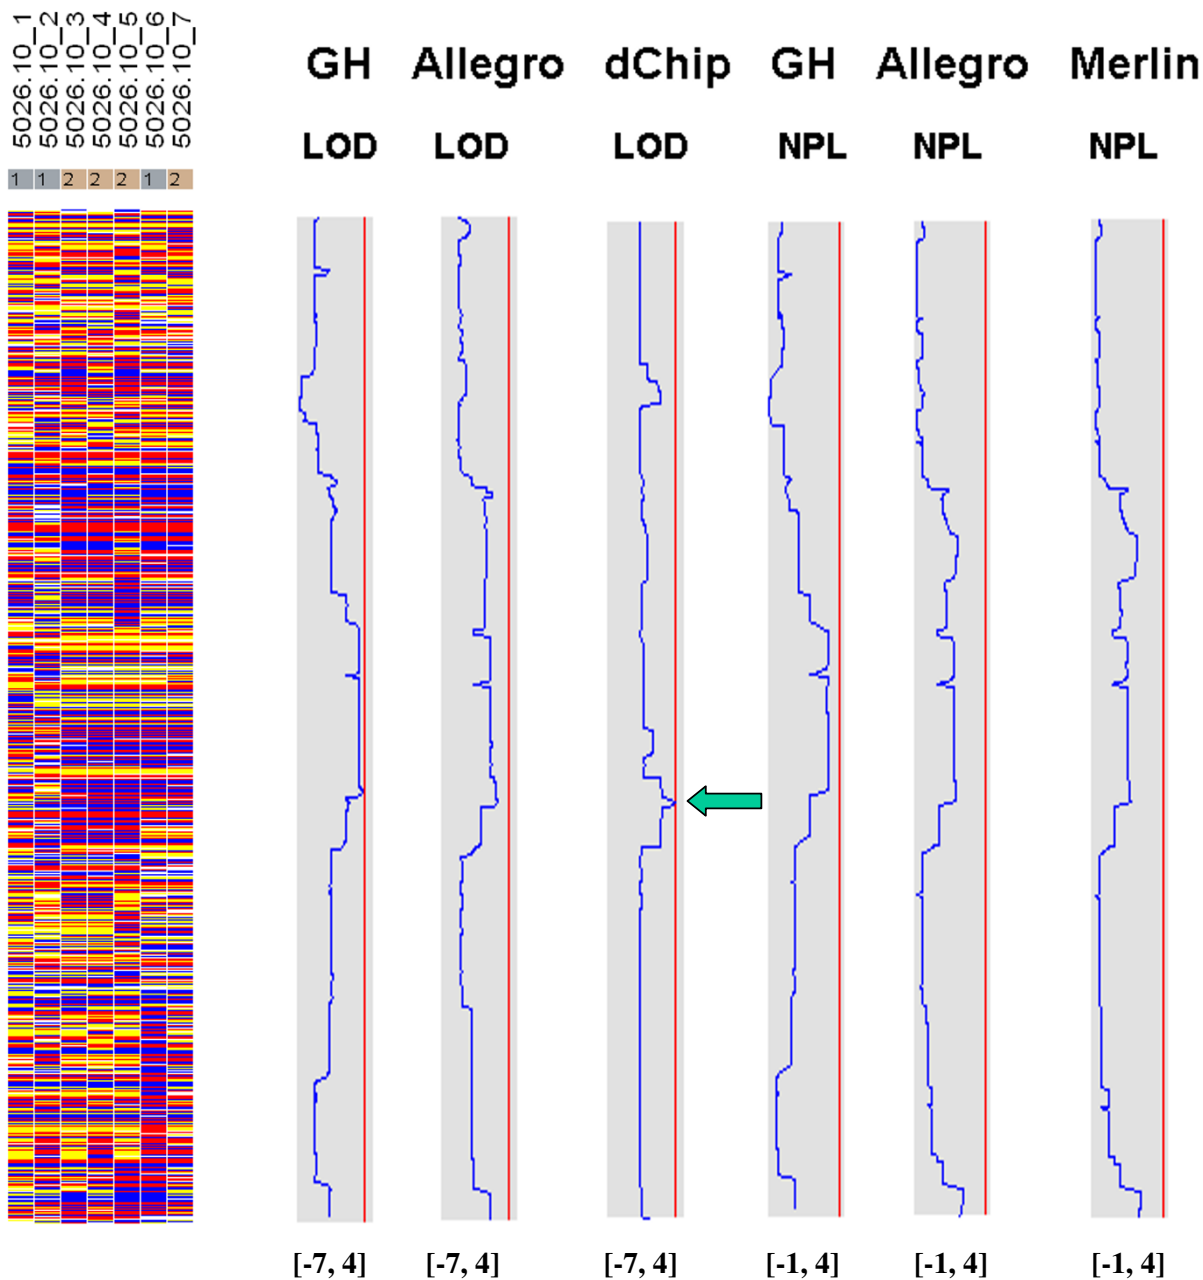 5026.10_1
5026.10_2
5026.10_3
5026.10_4
5026.10_5
5026.10_6
5026.10_7
GH Allegro dChip GH Allegro Merlin
LOD LOD LOD NPL NPL NPL
1 1 2 2 2 1 2
[-7, 4] [-7, 4] [-7, 4] [-1, 4] [-1, 4] [-1, 4]